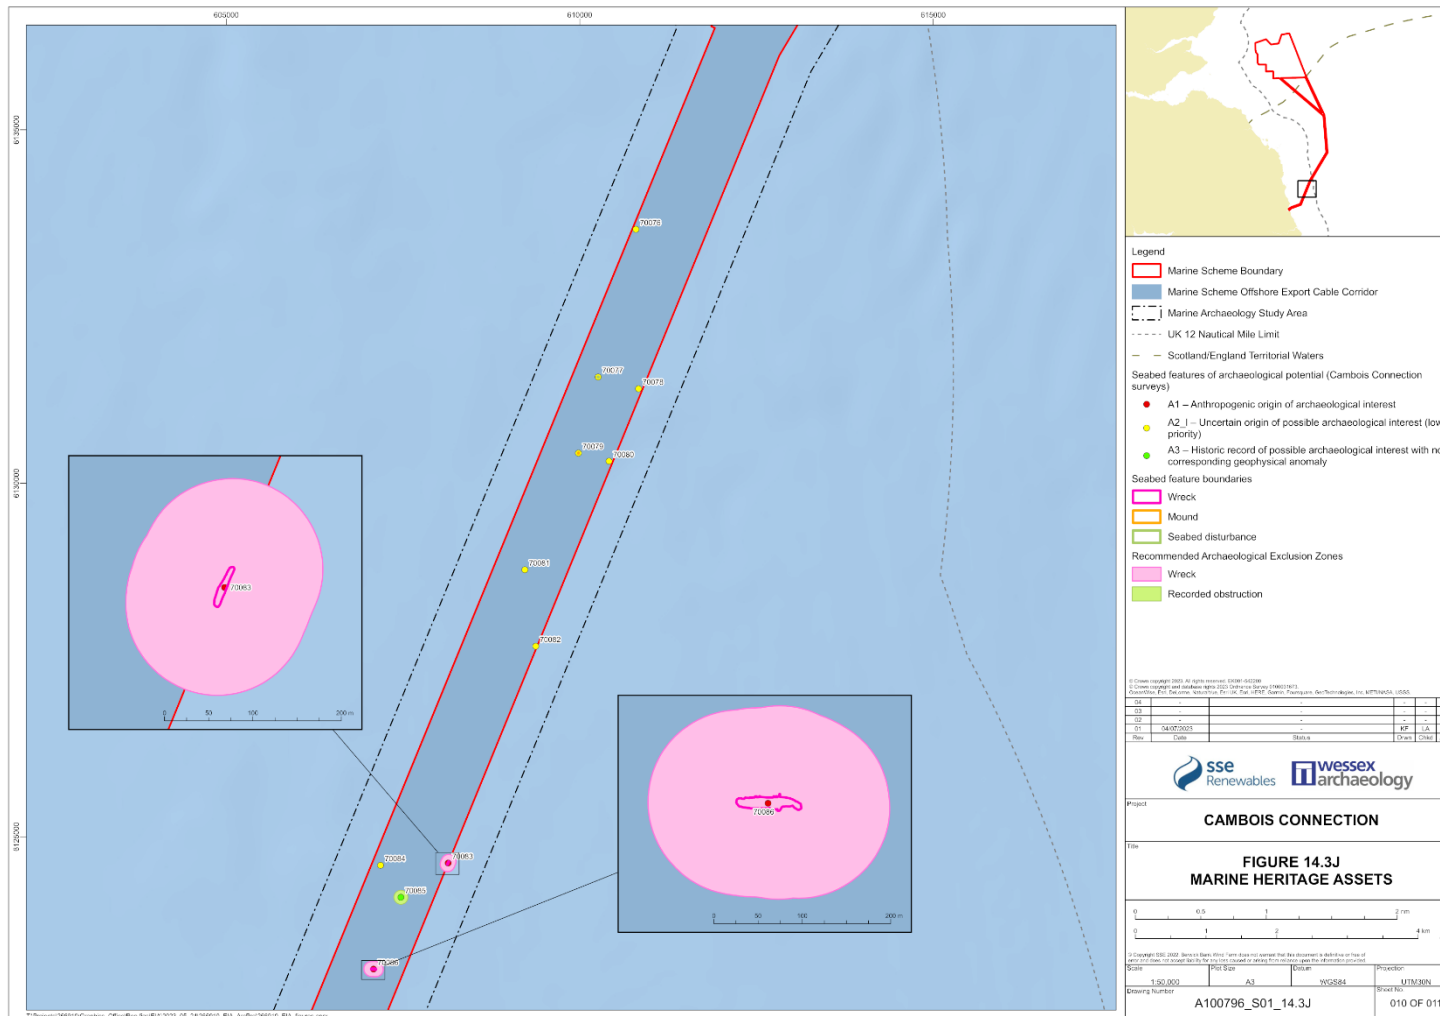 605000
610000
615000
6135000
6130000
6125000
70076
70077
70078
70079
70080
70081
70082
70083
70084
70085
70086
70083
0 50 100 200 m
70086
0 50 100 200 m
Legend
Marine Scheme Boundary
Marine Scheme Offshore Export Cable Corridor
Marine Archaeology Study Area
UK 12 Nautical Mile Limit
Scotland/England Territorial Waters
Seabed features of archaeological potential (Cambois Connection
surveys)
A1 – Anthropogenic origin of archaeological interest
A2_l – Uncertain origin of possible archaeological interest (low
priority)
A3 – Historic record of possible archaeological interest with no
corresponding geophysical anomaly
Seabed feature boundaries
Wreck
Mound
Seabed disturbance
Recommended Archaeological Exclusion Zones
Wreck
Recorded obstruction
04 - - - -
03 - - - -
02 - - - -
01 04/07/2023 - KF LA
Rev Date Status Drwn Chkd
sse
Renewables
wessex
archaeology
Project
CAMBOIS CONNECTION
Title
FIGURE 14.3J
MARINE HERITAGE ASSETS
0 0.5 1 2 nm
0 1 2 4 km
Scale Plot Size Datum Projection
1:50,000 A3 WGS84 UTM30N
Drawing Number Sheet No.
A100796_S01_14.3J 010 OF 011